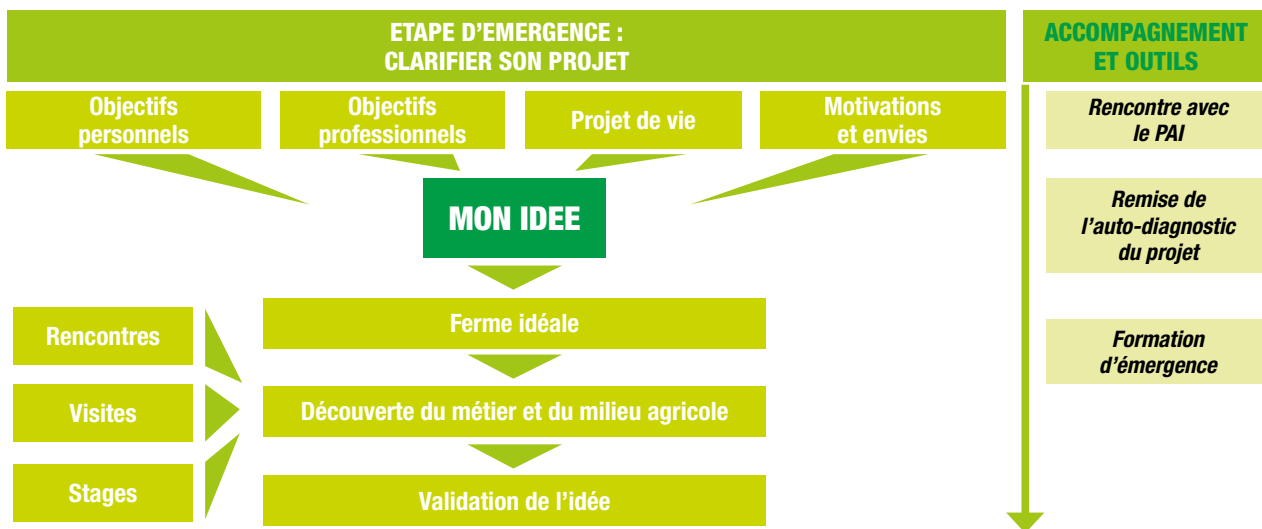 ETAPE D'EMERGENCE :
CLARIFIER SON PROJET
ACCOMPAGNEMENT
ET OUTILS
Objectifs
personnels
Objectifs
professionnels
Projet de vie
Motivations
et envies
Rencontre avec
le PAI
MON IDEE
Remise de
l'auto-diagnostic
du projet
Ferme idéale
Rencontres
Formation
d'émergence
Visites
Découverte du métier et du milieu agricole
Stages
Validation de l'idée